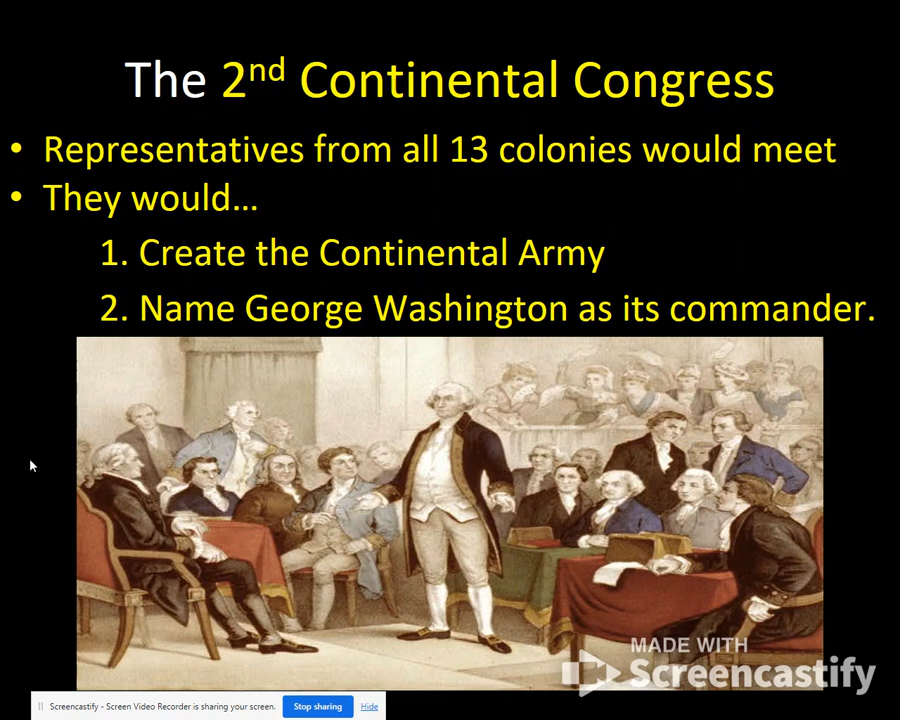 The 2nd Continental Congress
• Representatives from all 13 colonies would meet
• They would…
1. Create the Continental Army
2. Name George Washington as its commander.
MADE WITH
Screencastify
Screencastify - Screen Video Recorder is sharing your screen. Stop sharing Hide